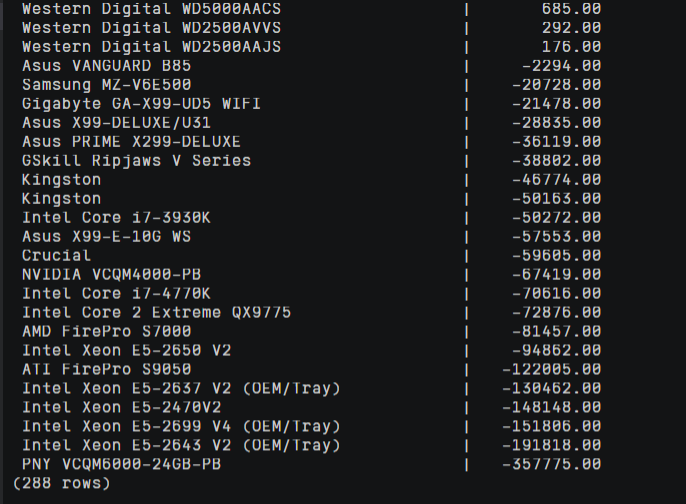 Western Digital WD5000AACS | 685.00
Western Digital WD2500AVVS | 292.00
Western Digital WD2500AAJS | 176.00
Asus VANGUARD B85 | -2294.00
Samsung MZ-V6E500 | -20728.00
Gigabyte GA-X99-UD5 WIFI | -21478.00
Asus X99-DELUXE/U31 | -28835.00
Asus PRIME X299-DELUXE | -36119.00
GSkill Ripjaws V Series | -38802.00
Kingston | -46774.00
Kingston | -50163.00
Intel Core i7-3930K | -50272.00
Asus X99-E-10G WS | -57553.00
Crucial | -59605.00
NVIDIA VCQM4000-PB | -67419.00
Intel Core i7-4770K | -70616.00
Intel Core 2 Extreme QX9775 | -72876.00
AMD FirePro S7000 | -81457.00
Intel Xeon E5-2650 V2 | -94862.00
ATI FirePro S9050 | -122005.00
Intel Xeon E5-2637 V2 (OEM/Tray) | -130462.00
Intel Xeon E5-2470V2 | -148148.00
Intel Xeon E5-2699 V4 (OEM/Tray) | -151806.00
Intel Xeon E5-2643 V2 (OEM/Tray) | -191818.00
PNY VCQM6000-24GB-PB | -357775.00
(288 rows)